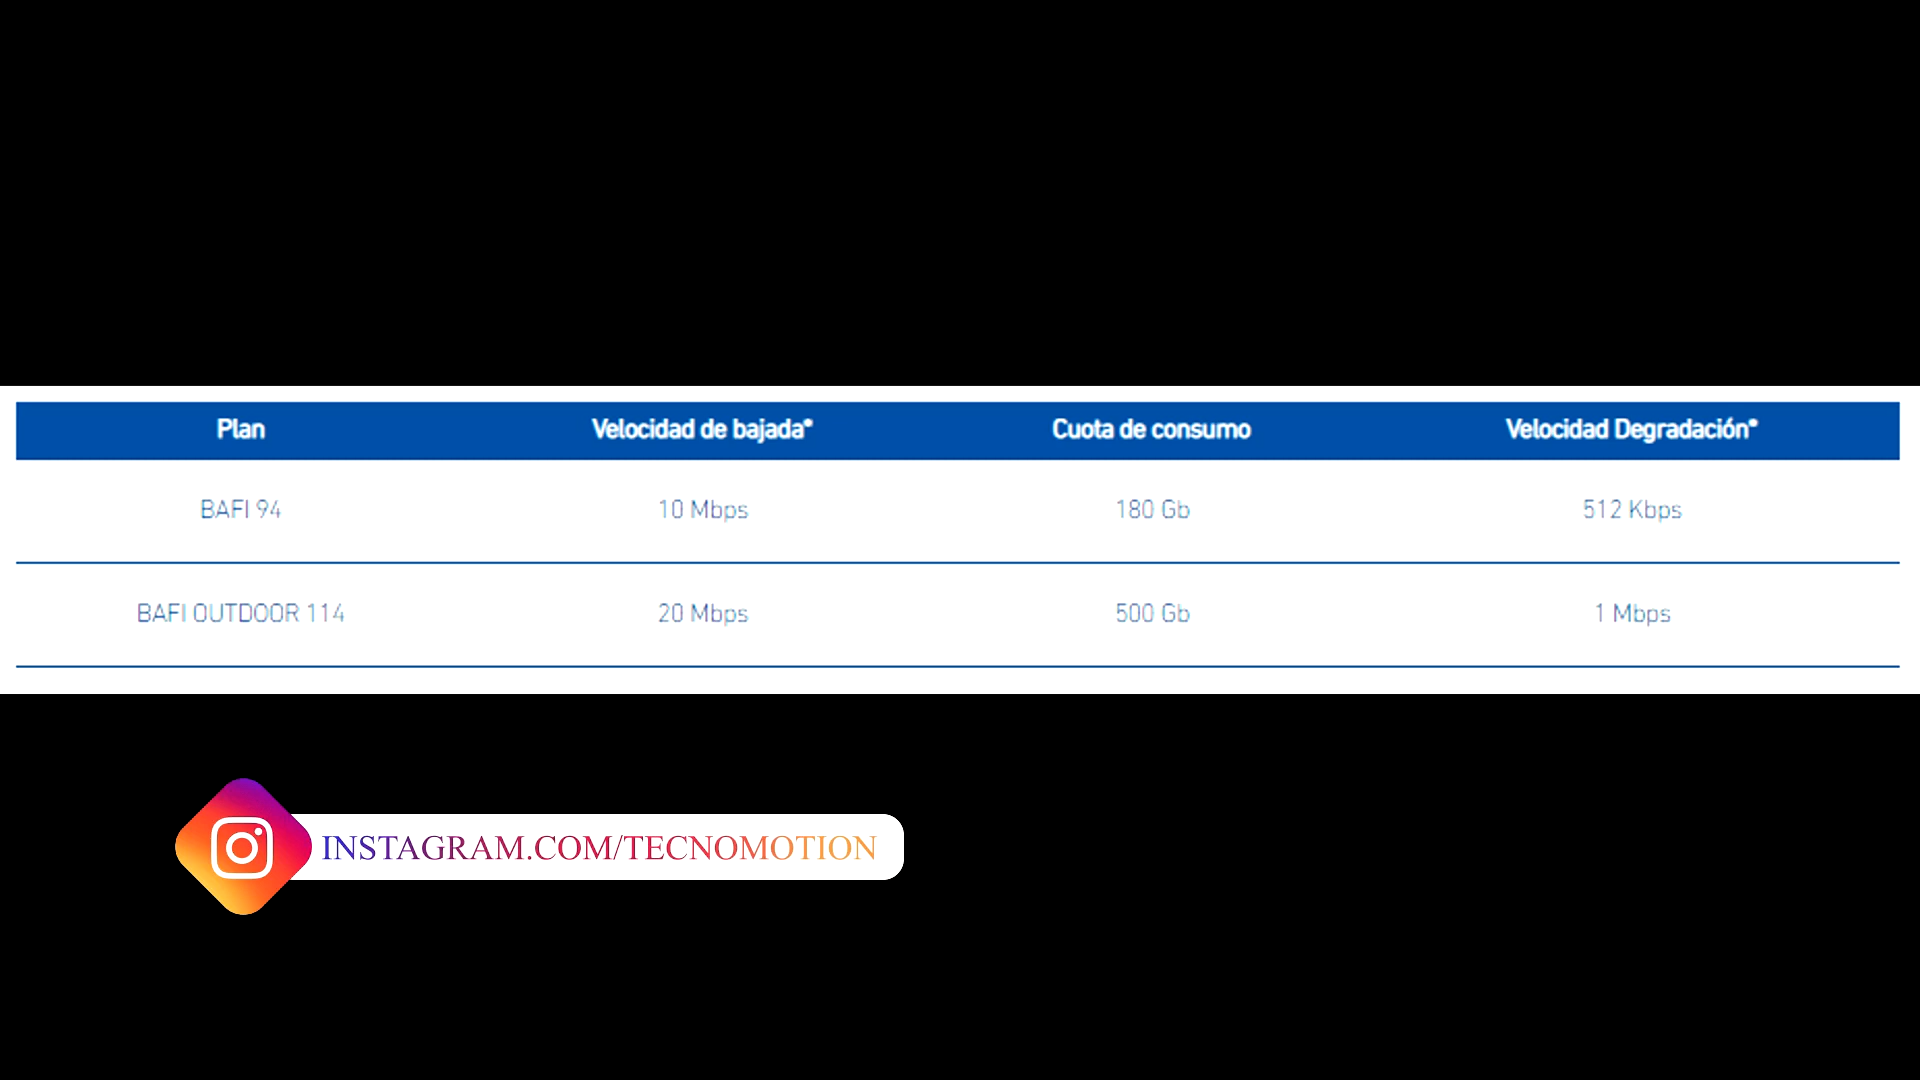 Plan Velocidad de bajada* Cuota de consumo Velocidad Degradación*
BAFI 94 10 Mbps 180 Gb 512 Kbps
BAFI OUTDOOR 114 20 Mbps 500 Gb 1 Mbps
INSTAGRAM.COM/TECNOMOTION